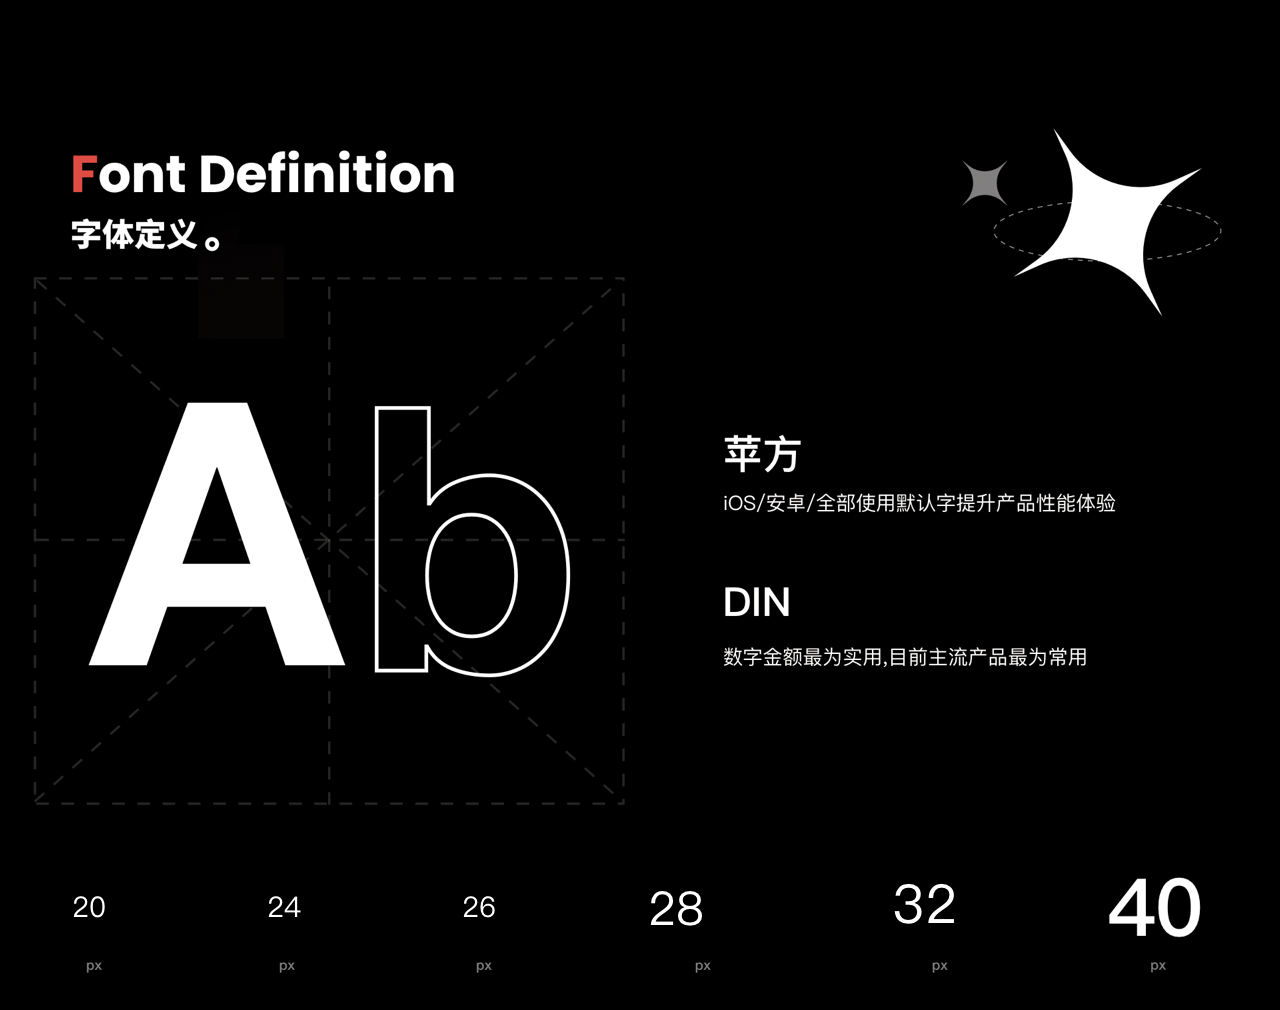 Font Definition
字体定义。
Ab
苹方
iOS/安卓/全部使用默认字提升产品性能体验
DIN
数字金额最为实用,目前主流产品最为常用
20 24 26 28 32 40
px px px px px px